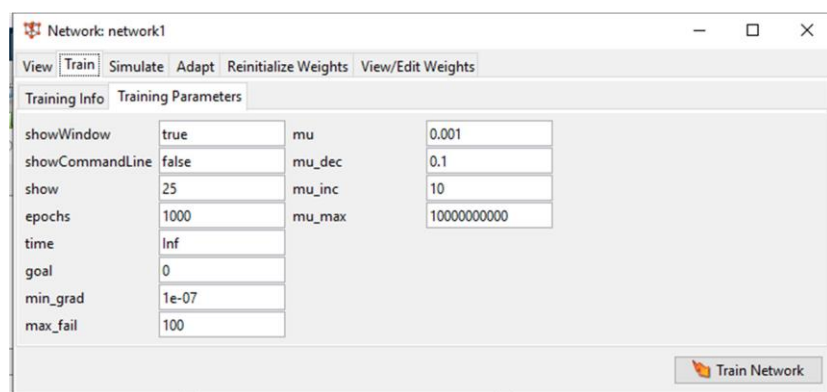 Network: network1
View Train Simulate Adapt Reinitialize Weights View/Edit Weights
Training Info Training Parameters
showWindow true mu 0.001
showCommandLine false mu_dec 0.1
show 25 mu_inc 10
epochs 1000 mu_max 10000000000
time Inf
goal 0
min_grad 1e-07
max_fail 100
Train Network